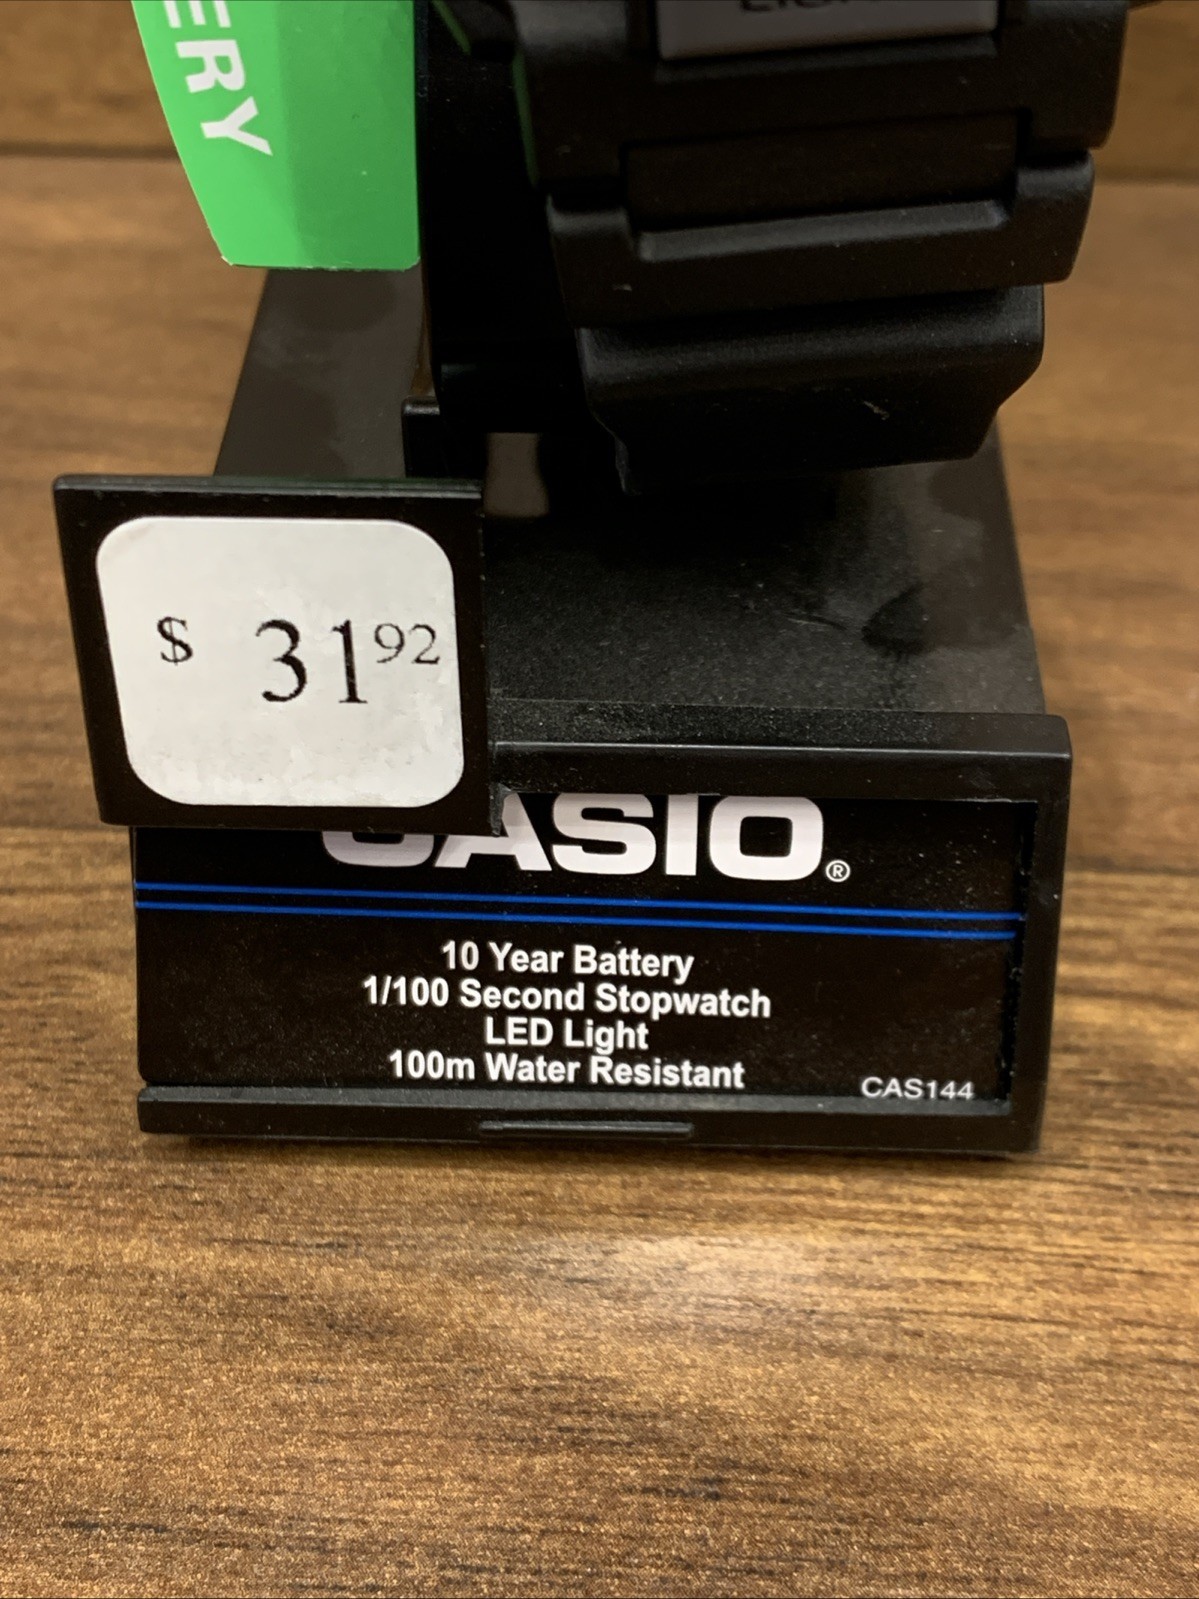 ERY
$ 31 92
CASIO®
10 Year Battery
1/100 Second Stopwatch
LED Light
100m Water Resistant
CAS144